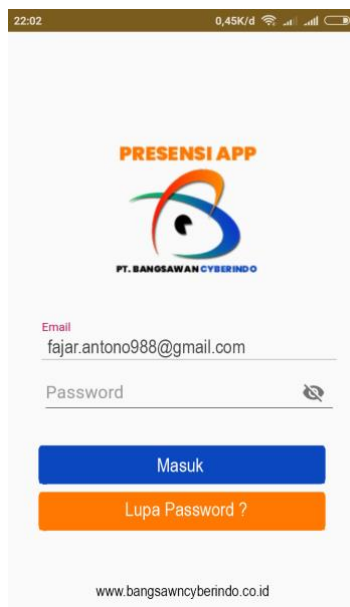 22:02 0,45K/d
PRESENSI APP
PT. BANGSAWAN CYBERINDO
Email
fajar.antono988@gmail.com
Password
Masuk
Lupa Password ?
www.bangsawncyberindo.co.id